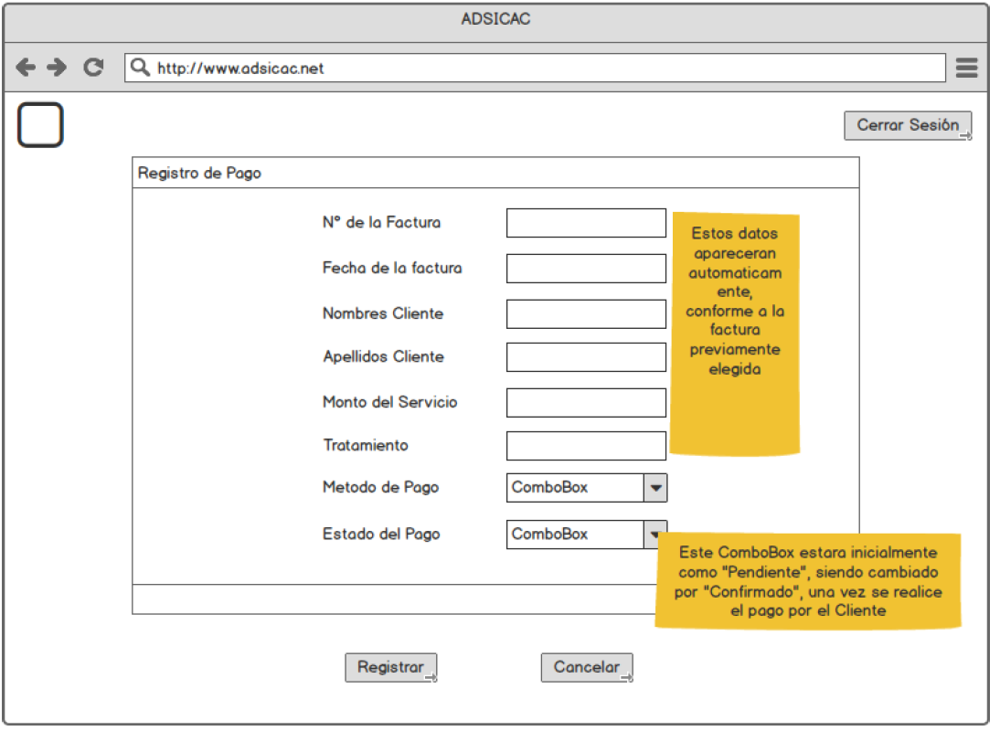 ADSICAC
http://www.adsicac.net
Cerrar Sesión
Registro de Pago
N° de la Factura
Fecha de la factura
Nombres Cliente
Apellidos Cliente
Monto del Servicio
Tratamiento
Metodo de Pago
ComboBox
Estado del Pago
ComboBox
Estos datos
apareceran
automaticam
ente,
conforme a la
factura
previamente
elegida
Este ComboBox estara inicialmente
como "Pendiente", siendo cambiado
por "Confirmado", una vez se realice
el pago por el Cliente
Registrar
Cancelar